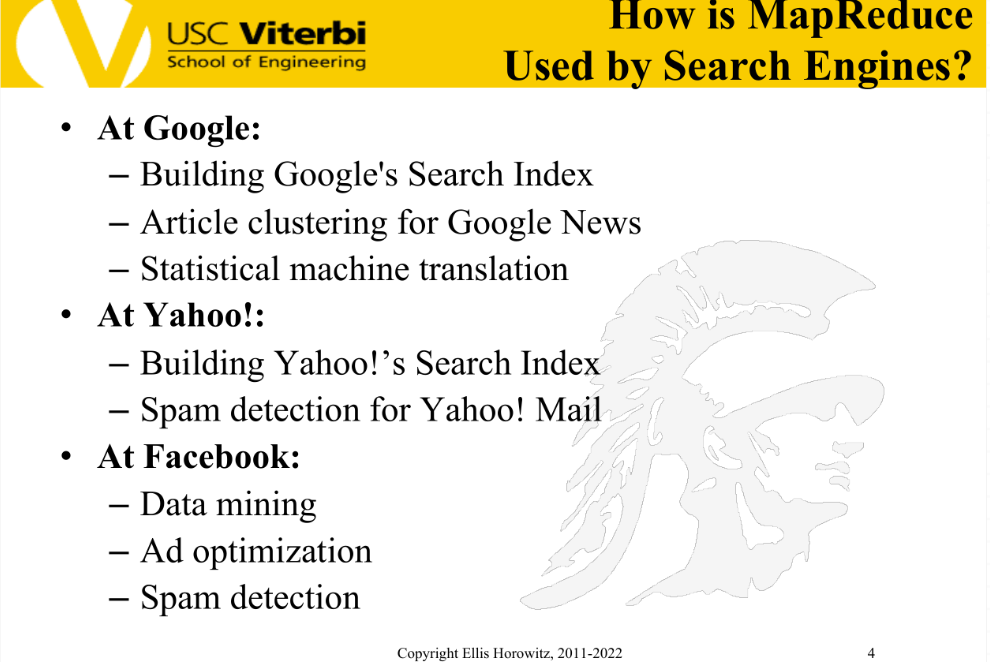 USC Viterbi
School of Engineering
How is MapReduce
Used by Search Engines?
• At Google:
– Building Google's Search Index
– Article clustering for Google News
– Statistical machine translation
• At Yahoo!:
– Building Yahoo!’s Search Index
– Spam detection for Yahoo! Mail
• At Facebook:
– Data mining
– Ad optimization
– Spam detection
Copyright Ellis Horowitz, 2011-2022
4